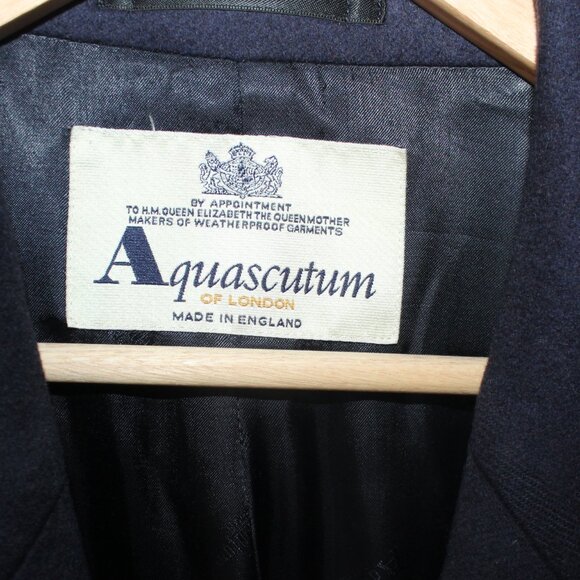 BY APPOINTMENT
TO H.M. QUEEN ELIZABETH THE QUEEN MOTHER
MAKERS OF WEATHERPROOF GARMENTS
Aquascutum
OF LONDON
MADE IN ENGLAND